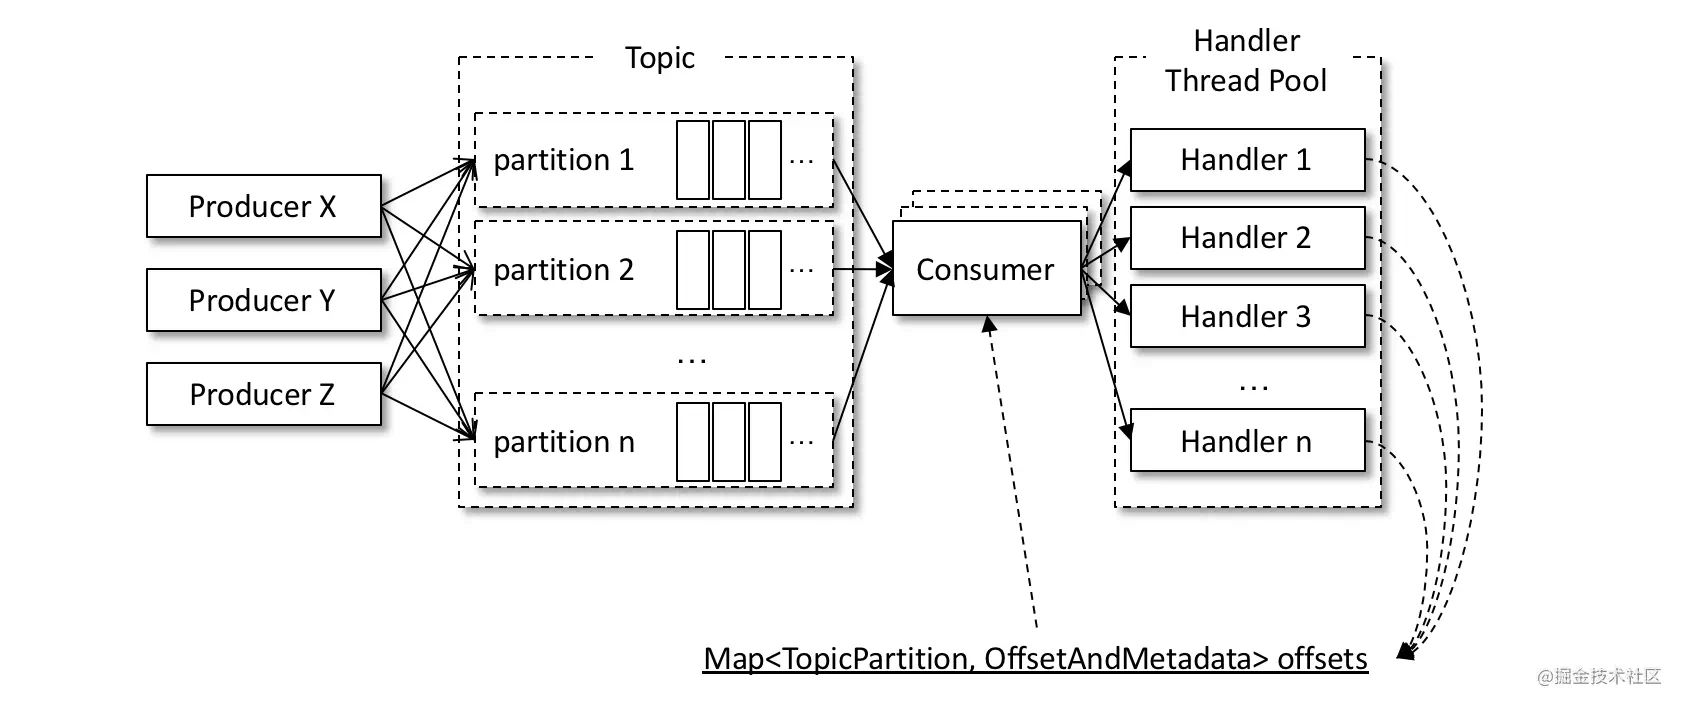 Topic
Handler
Thread Pool
Producer X
Producer Y
Producer Z
partition 1
...
partition 2
...
...
partition n
...
Consumer
Handler 1
Handler 2
Handler 3
...
Handler n
Map<TopicPartition, OffsetAndMetadata> offsets
@掘金技术社区